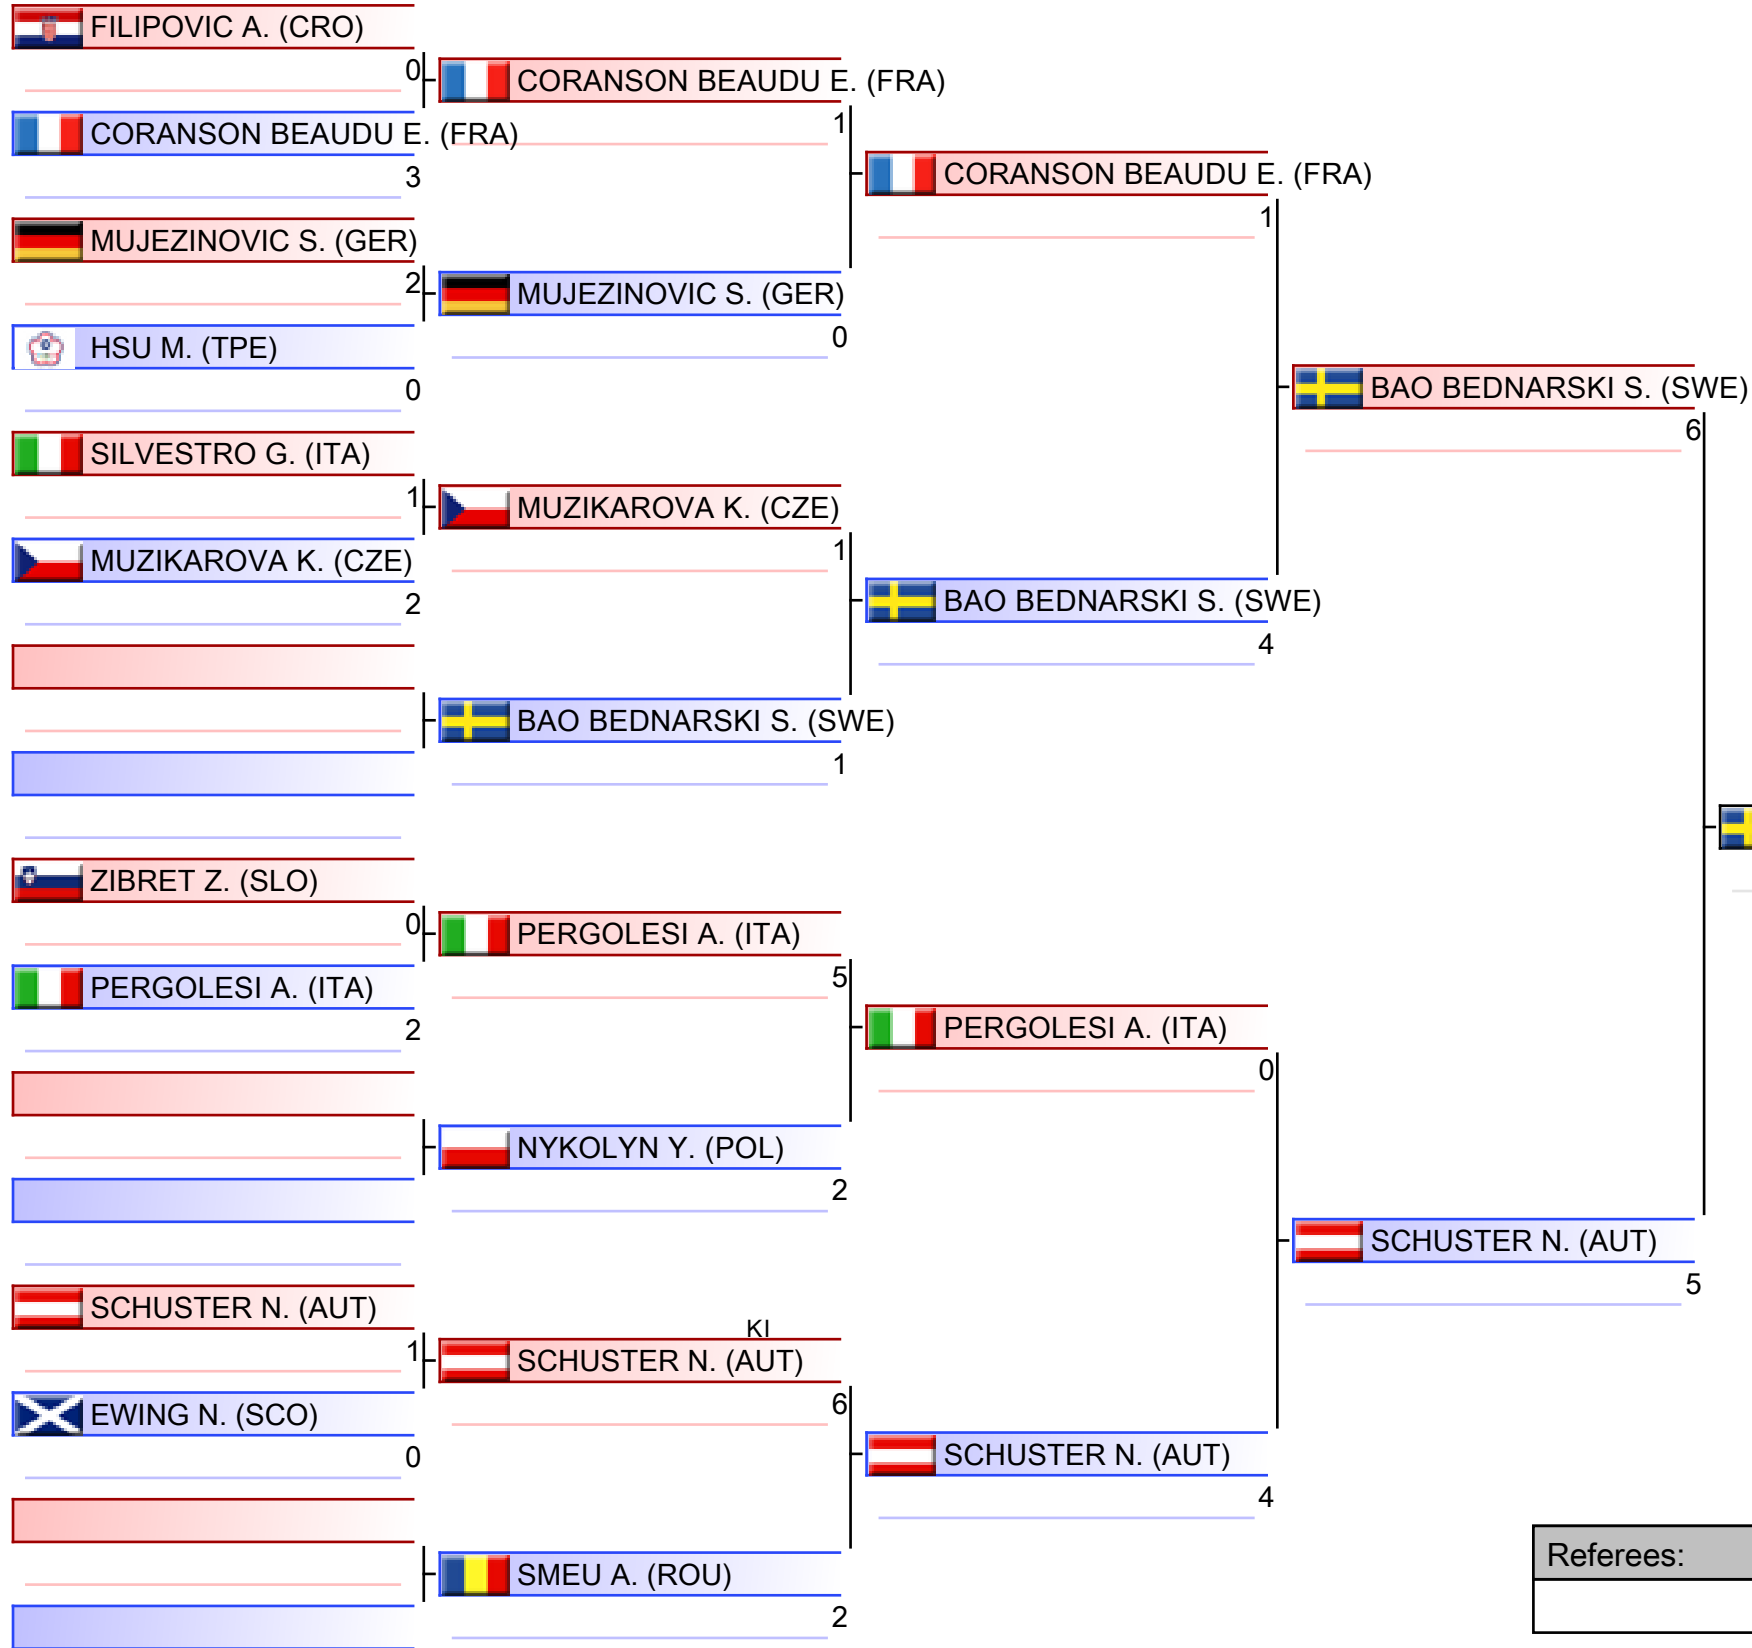 FILIPOVIC A. (CRO)
0
CORANSON BEAUDU E. (FRA)
3
MUJEZINOVIC S. (GER)
2
HSU M. (TPE)
0
SILVESTRO G. (ITA)
1
MUZIKAROVA K. (CZE)
2
ZIBRET Z. (SLO)
0
PERGOLESI A. (ITA)
2
SCHUSTER N. (AUT)
1
EWING N. (SCO)
0
CORANSON BEAUDU E. (FRA)
1
MUJEZINOVIC S. (GER)
0
MUZIKAROVA K. (CZE)
1
BAO BEDNARSKI S. (SWE)
1
PERGOLESI A. (ITA)
5
NYKOLYN Y. (POL)
2
KI
SCHUSTER N. (AUT)
6
SMEU A. (ROU)
2
CORANSON BEAUDU E. (FRA)
1
BAO BEDNARSKI S. (SWE)
4
PERGOLESI A. (ITA)
0
SCHUSTER N. (AUT)
4
BAO BEDNARSKI S. (SWE)
6
SCHUSTER N. (AUT)
5
Referees: